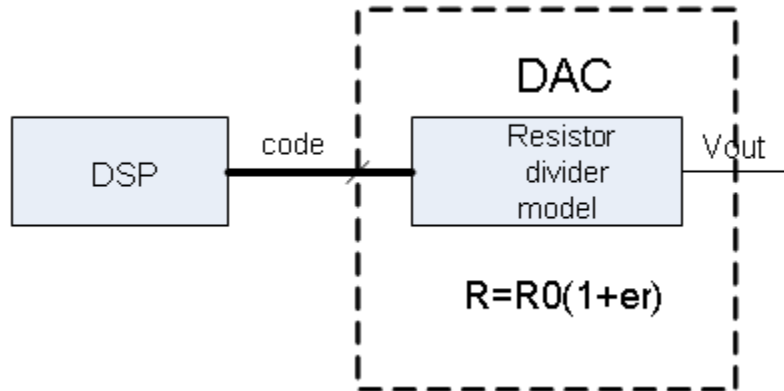 DAC
DSP
code
Resistor
divider
model
Vout
R=R0(1+er)